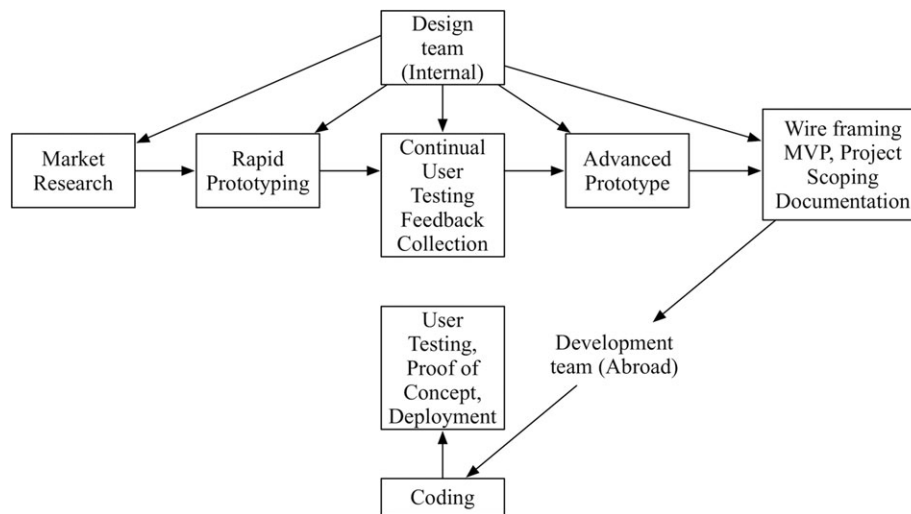 Design
team
(Internal)
Market
Research
Rapid
Prototyping
Continual
User
Testing
Feedback
Collection
Advanced
Prototype
Wire framing
MVP, Project
Scoping
Documentation
User
Testing,
Proof of
Concept,
Deployment
Development
team (Abroad)
Coding